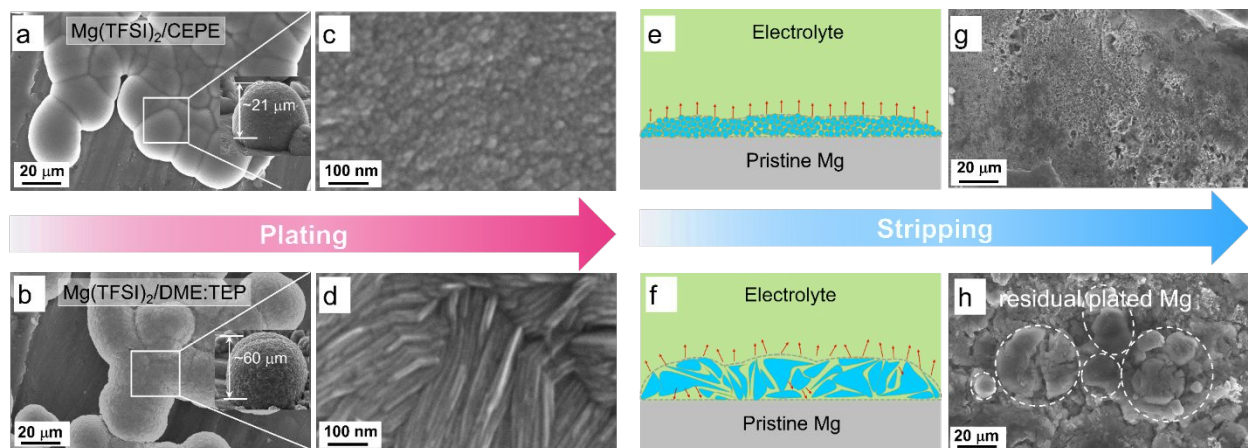 a
Mg(TFSI)₂/CEPE
~21 μm
20 μm
c
100 nm
e
Electrolyte
Pristine Mg
g
20 μm
Plating
Stripping
b
Mg(TFSI)₂/DME:TEP
~60 μm
20 μm
d
100 nm
f
Electrolyte
Pristine Mg
h
residual plated Mg
20 μm